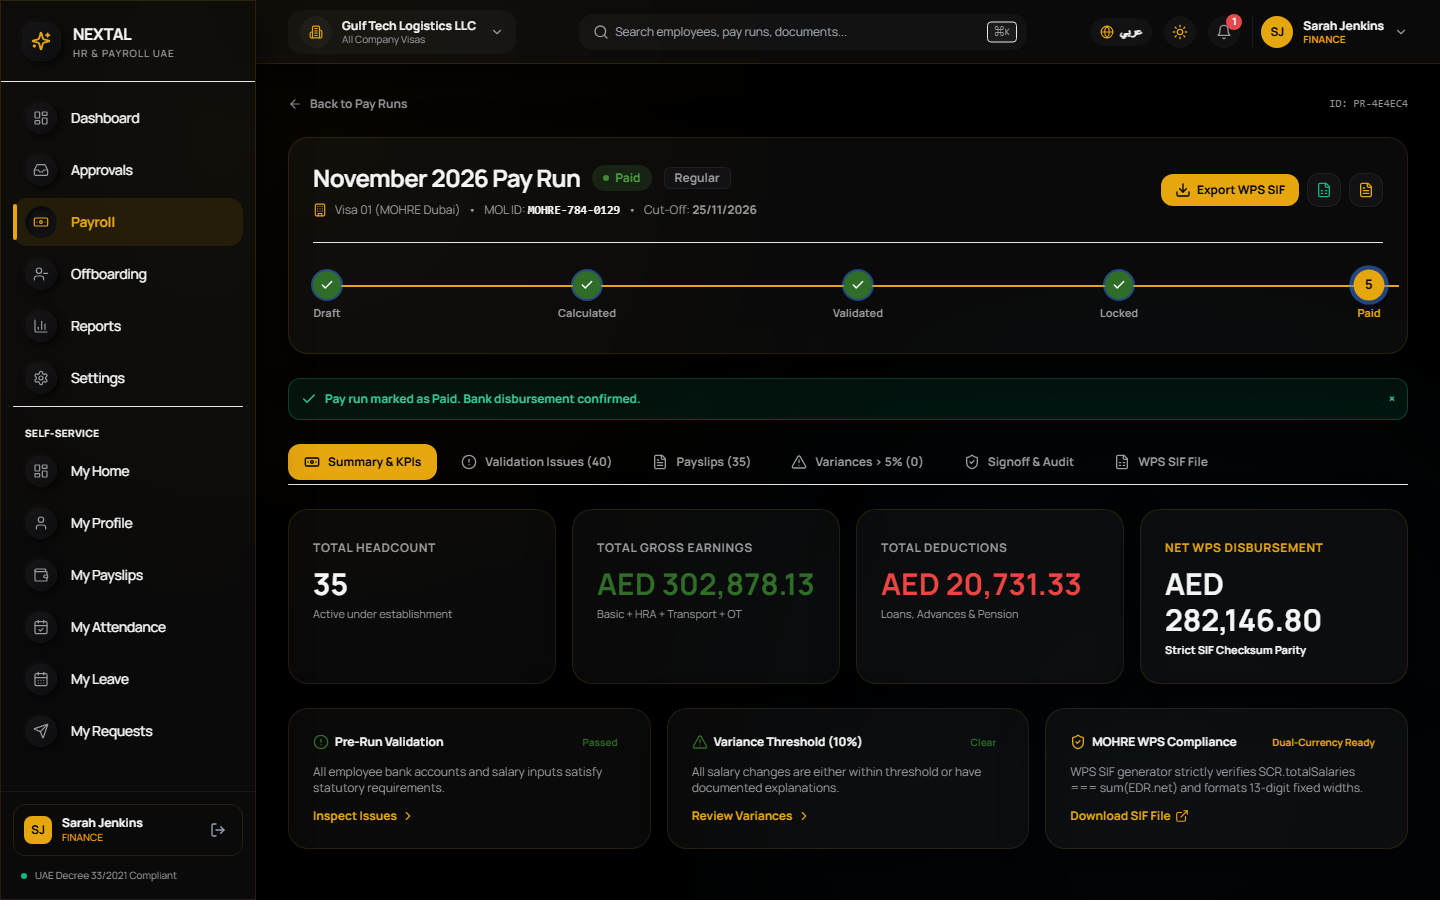 NEXTAL
HR & PAYROLL UAE
Dashboard
Approvals
Payroll
Offboarding
Reports
Settings
SELF-SERVICE
My Home
My Profile
My Payslips
My Attendance
My Leave
My Requests
SJ
Sarah Jenkins
FINANCE
UAE Decree 33/2021 Compliant
Gulf Tech Logistics LLC
All Company Visas
Search employees, pay runs, documents...
⌘K
عربي
1
SJ
Sarah Jenkins
FINANCE
Back to Pay Runs
ID: PR-4E4EC4
November 2026 Pay Run
Paid
Regular
Visa 01 (MOHRE Dubai) • MOL ID: MOHRE-784-0129 • Cut-Off: 25/11/2026
Export WPS SIF
5
Draft
Calculated
Validated
Locked
Paid
Pay run marked as Paid. Bank disbursement confirmed.
×
Summary & KPIs
Validation Issues (40)
Payslips (35)
Variances > 5% (0)
Signoff & Audit
WPS SIF File
TOTAL HEADCOUNT
35
Active under establishment
TOTAL GROSS EARNINGS
AED 302,878.13
Basic + HRA + Transport + OT
TOTAL DEDUCTIONS
AED 20,731.33
Loans, Advances & Pension
NET WPS DISBURSEMENT
AED
282,146.80
Strict SIF Checksum Parity
Pre-Run Validation
Passed
All employee bank accounts and salary inputs satisfy
statutory requirements.
Inspect Issues
Variance Threshold (10%)
Clear
All salary changes are either within threshold or have
documented explanations.
Review Variances
MOHRE WPS Compliance
Dual-Currency Ready
WPS SIF generator strictly verifies SCR.totalSalaries
=== sum(EDR.net) and formats 13-digit fixed widths.
Download SIF File